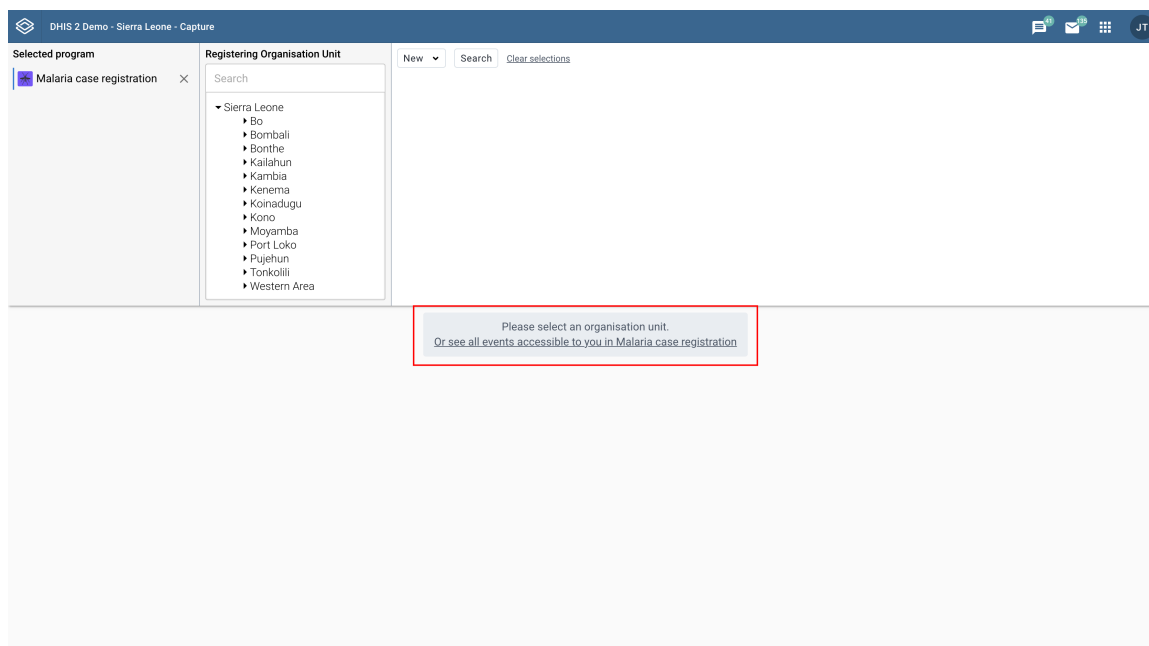 DHIS 2 Demo - Sierra Leone - Capture
41
135
JT
Selected program
Malaria case registration
Registering Organisation Unit
Search
Sierra Leone
Bo
Bombali
Bonthe
Kailahun
Kambia
Kenema
Koinadugu
Kono
Moyamba
Port Loko
Pujehun
Tonkolili
Western Area
New
Search
Clear selections
Please select an organisation unit.
Or see all events accessible to you in Malaria case registration